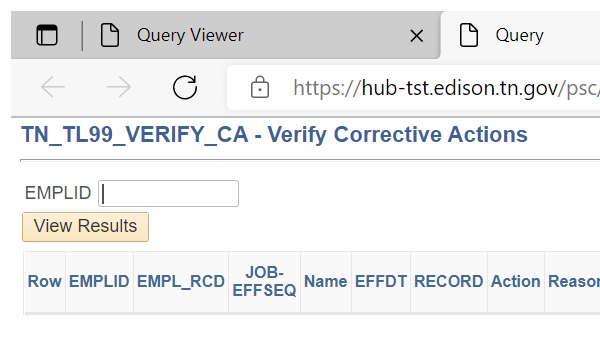 Query Viewer Query
https://hub-tst.edison.tn.gov/psc/
TN_TL99_VERIFY_CA - Verify Corrective Actions
EMPLID
View Results
Row EMPLID EMPL_RCD JOB-EFFSEQ Name EFFDT RECORD Action Reason